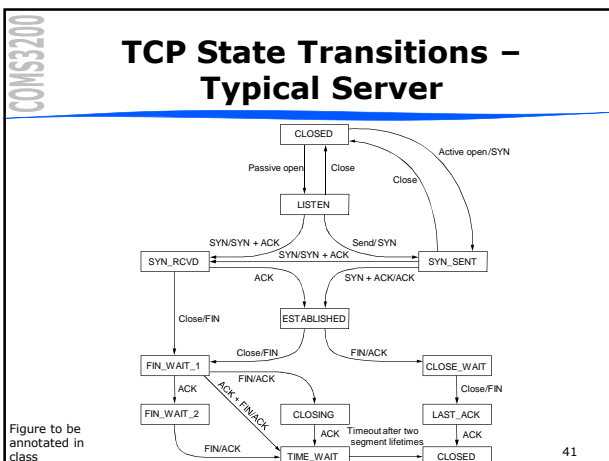 COMS3200
TCP State Transitions –
Typical Server
CLOSED
Active open/SYN
Passive open
Close
Close
LISTEN
SYN/SYN + ACK
Send/SYN
SYN/SYN + ACK
SYN_RCVD
SYN_SENT
ACK
SYN + ACK/ACK
ESTABLISHED
Close/FIN
Close/FIN
FIN/ACK
FIN_WAIT_1
CLOSE_WAIT
FIN/ACK
ACK
ACK + FIN/ACK
Close/FIN
FIN_WAIT_2
CLOSING
LAST_ACK
ACK
Timeout after two
segment lifetimes
ACK
FIN/ACK
TIME_WAIT
CLOSED
Figure to be
annotated in
class
41